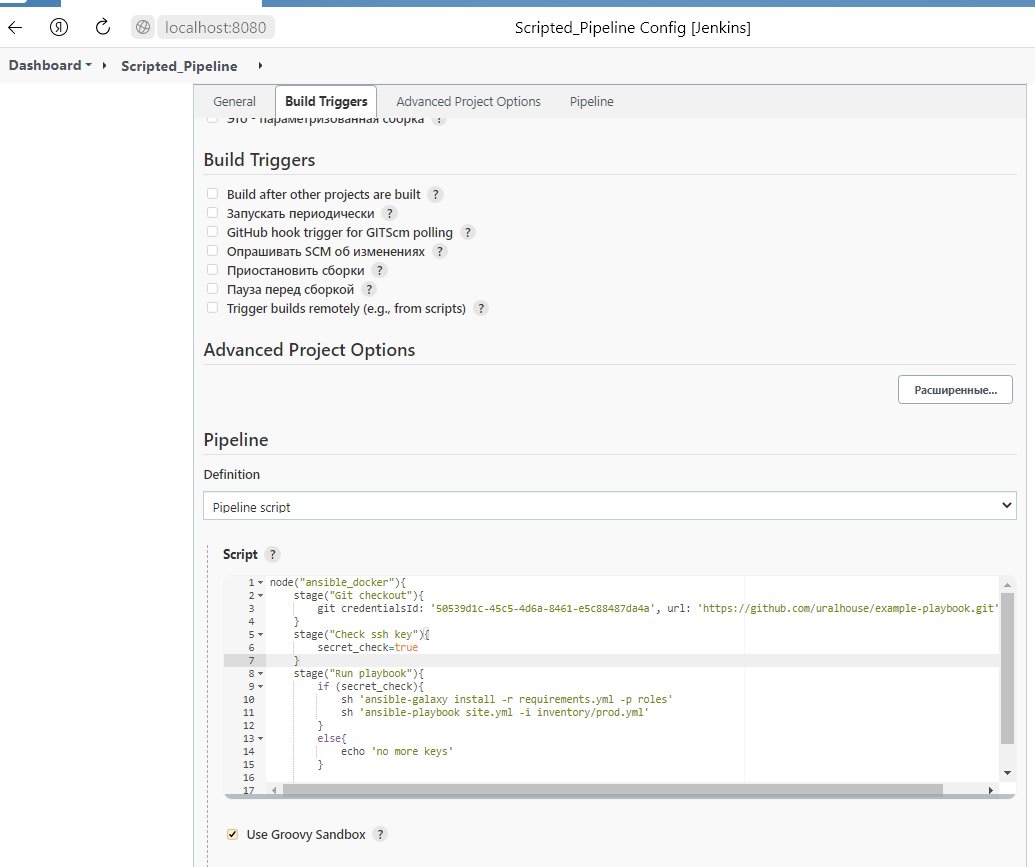 localhost:8080
Scripted_Pipeline Config [Jenkins]
Dashboard
Scripted_Pipeline
General
Build Triggers
Advanced Project Options
Pipeline
Это - параметризованная сборка ?
Build Triggers
Build after other projects are built ?
Запускать периодически ?
GitHub hook trigger for GITScm polling ?
Опрашивать SCM об изменениях ?
Приостановить сборки ?
Пауза перед сборкой ?
Trigger builds remotely (e.g., from scripts) ?
Advanced Project Options
Расширенные...
Pipeline
Definition
Pipeline script
Script ?
1 node("ansible_docker"){
2 stage("Git checkout"){
3 git credentialsId: '50539d1c-45c5-4d6a-8461-e5c88487da4a', url: 'https://github.com/uralhouse/example-playbook.git'
4 }
5 stage("Check ssh key"){
6 secret_check=true
7 }
8 stage("Run playbook"){
9 if (secret_check){
10 sh 'ansible-galaxy install -r requirements.yml -p roles'
11 sh 'ansible-playbook site.yml -i inventory/prod.yml'
12 }
13 else{
14 echo 'no more keys'
15 }
16
17
Use Groovy Sandbox ?